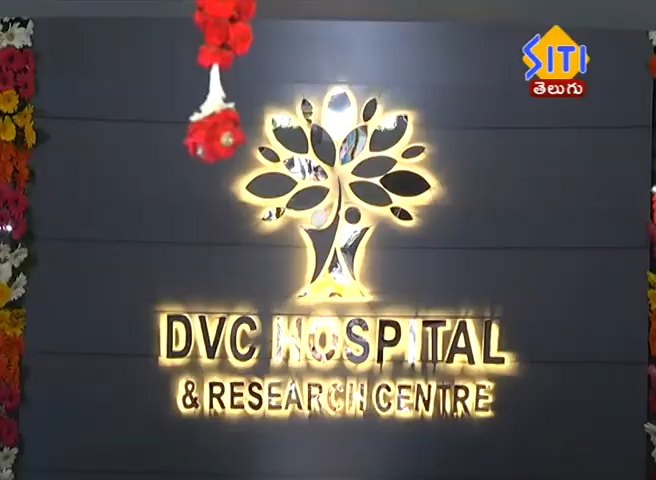 SITI
తెలుగు
DVC HOSPITAL
& RESEARCH CENTRE